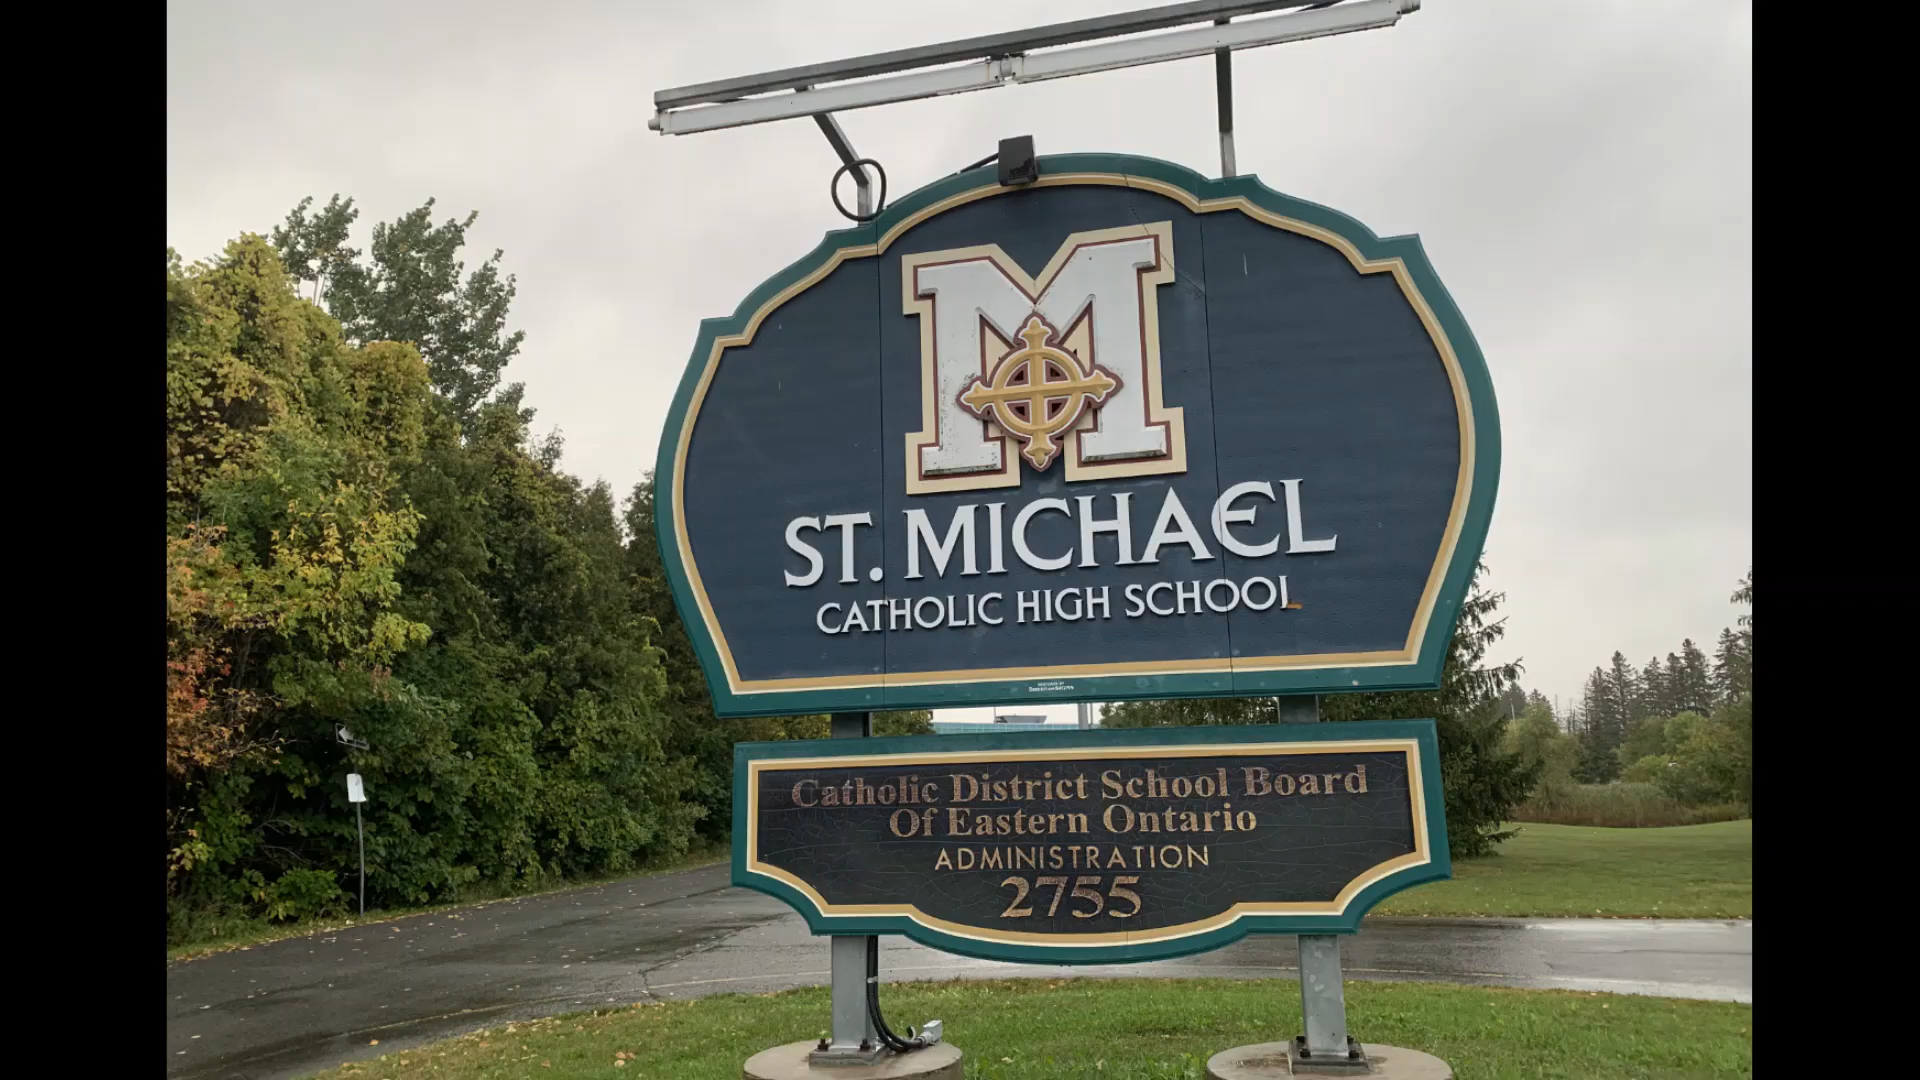 M
ST. MICHAEL
CATHOLIC HIGH SCHOOL
Catholic District School Board
Of Eastern Ontario
ADMINISTRATION
2755